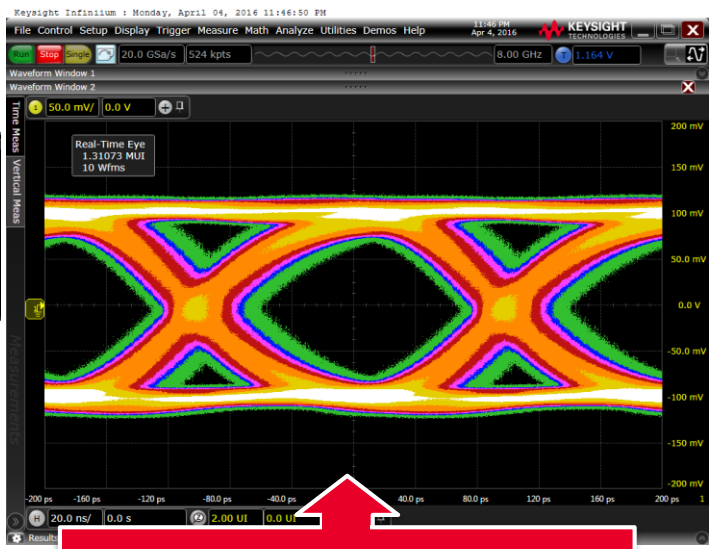 Keysight Infiniium : Monday, April 04, 2016 11:46:50 PM
File Control Setup Display Trigger Measure Math Analyze Utilities Demos Help 11:46 PM Apr 4, 2016 KEYSIGHT TECHNOLOGIES
Run Stop Single 20.0 GSa/s 524 kpts 8.00 GHz T 1.164 V
Waveform Window 1
Waveform Window 2
Time Meas
Vertical Meas
Measurements
1 50.0 mV/ 0.0 V
Real-Time Eye
1.31073 MUI
10 Wfms
200 mV
150 mV
100 mV
50.0 mV
0.0 V
-50.0 mV
-100 mV
-150 mV
-200 mV
-200 ps -160 ps -120 ps -80.0 ps -40.0 ps 40.0 ps 80.0 ps 120 ps 160 ps 200 ps 1
H 20.0 ns/ 0.0 s 2.00 UI 0.0 UI
Results